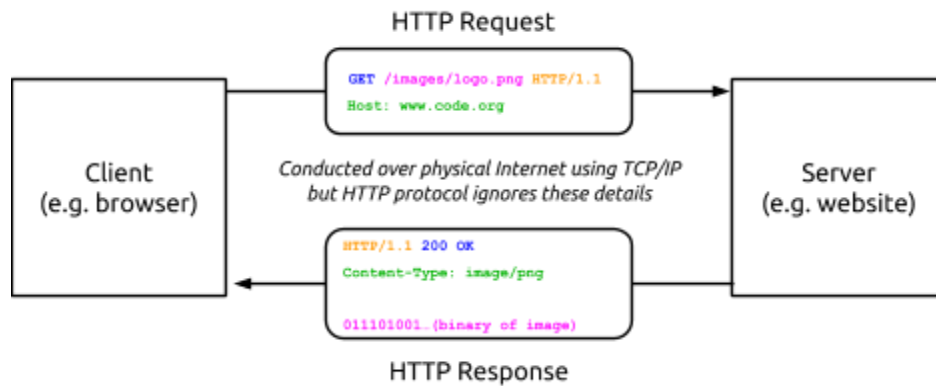 HTTP Request
GET /images/logo.png HTTP/1.1
Host: www.code.org
Client
(e.g. browser)
Conducted over physical Internet using TCP/IP
but HTTP protocol ignores these details
Server
(e.g. website)
HTTP/1.1 200 OK
Content-Type: image/png
011101001…(binary of image)
HTTP Response